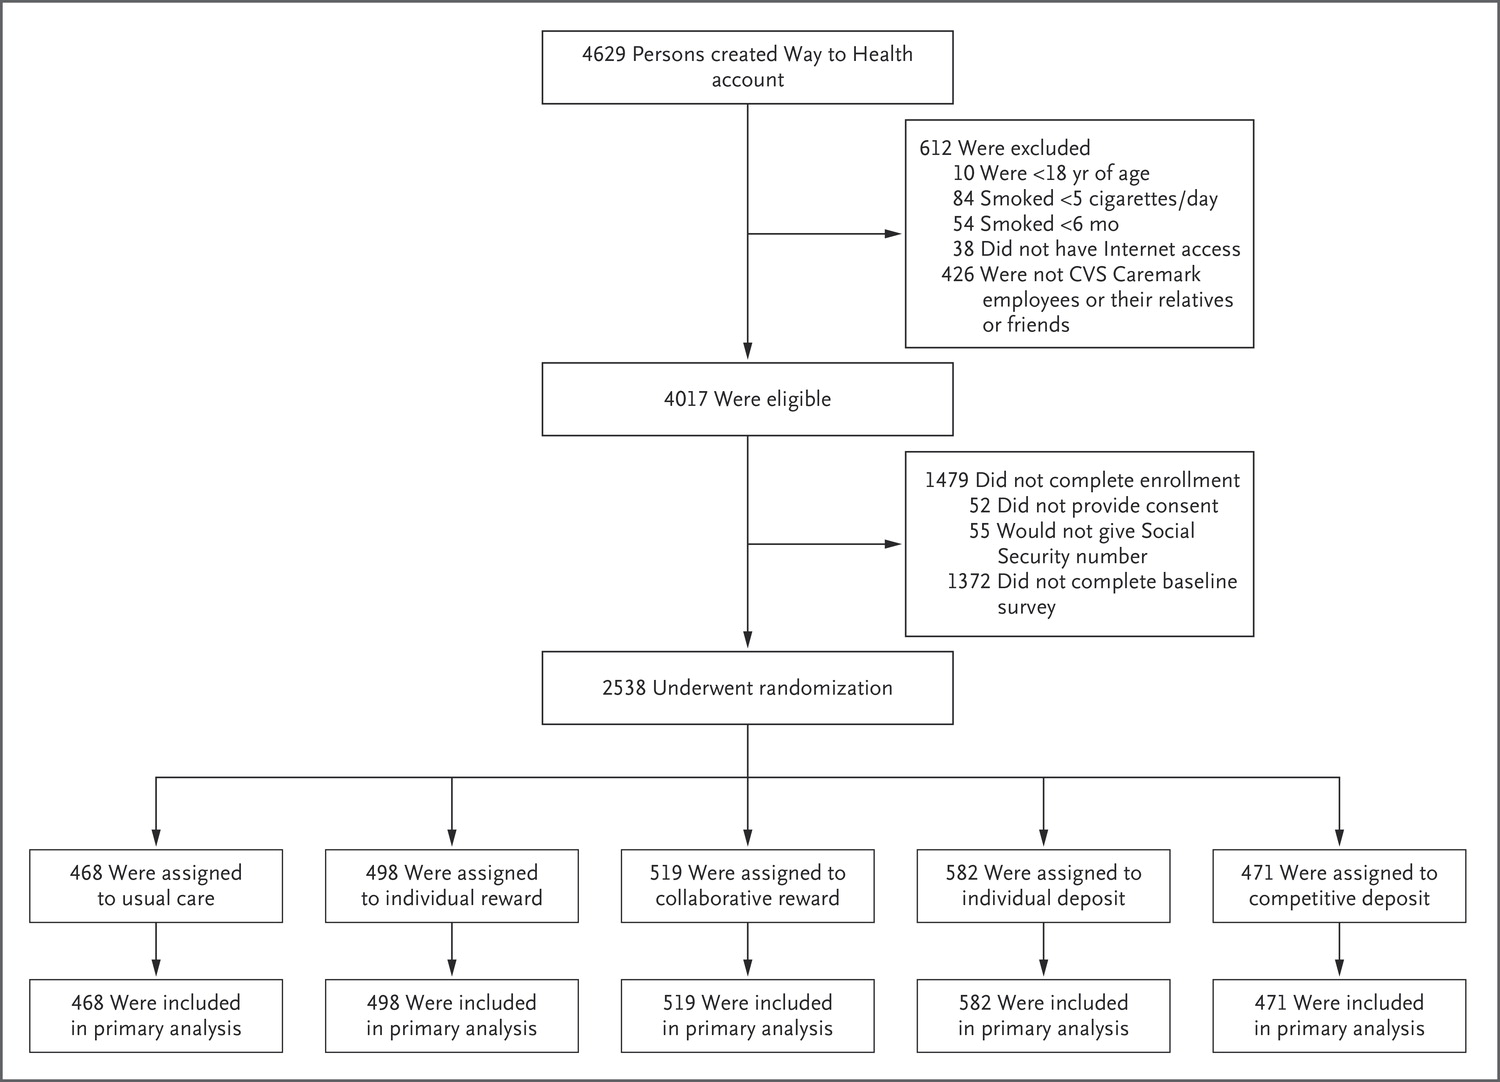 4629 Persons created Way to Health
account
612 Were excluded
10 Were <18 yr of age
84 Smoked <5 cigarettes/day
54 Smoked <6 mo
38 Did not have Internet access
426 Were not CVS Caremark
employees or their relatives
or friends
4017 Were eligible
1479 Did not complete enrollment
52 Did not provide consent
55 Would not give Social
Security number
1372 Did not complete baseline
survey
2538 Underwent randomization
468 Were assigned
to usual care
498 Were assigned
to individual reward
519 Were assigned to
collaborative reward
582 Were assigned to
individual deposit
471 Were assigned to
competitive deposit
468 Were included
in primary analysis
498 Were included
in primary analysis
519 Were included
in primary analysis
582 Were included
in primary analysis
471 Were included
in primary analysis